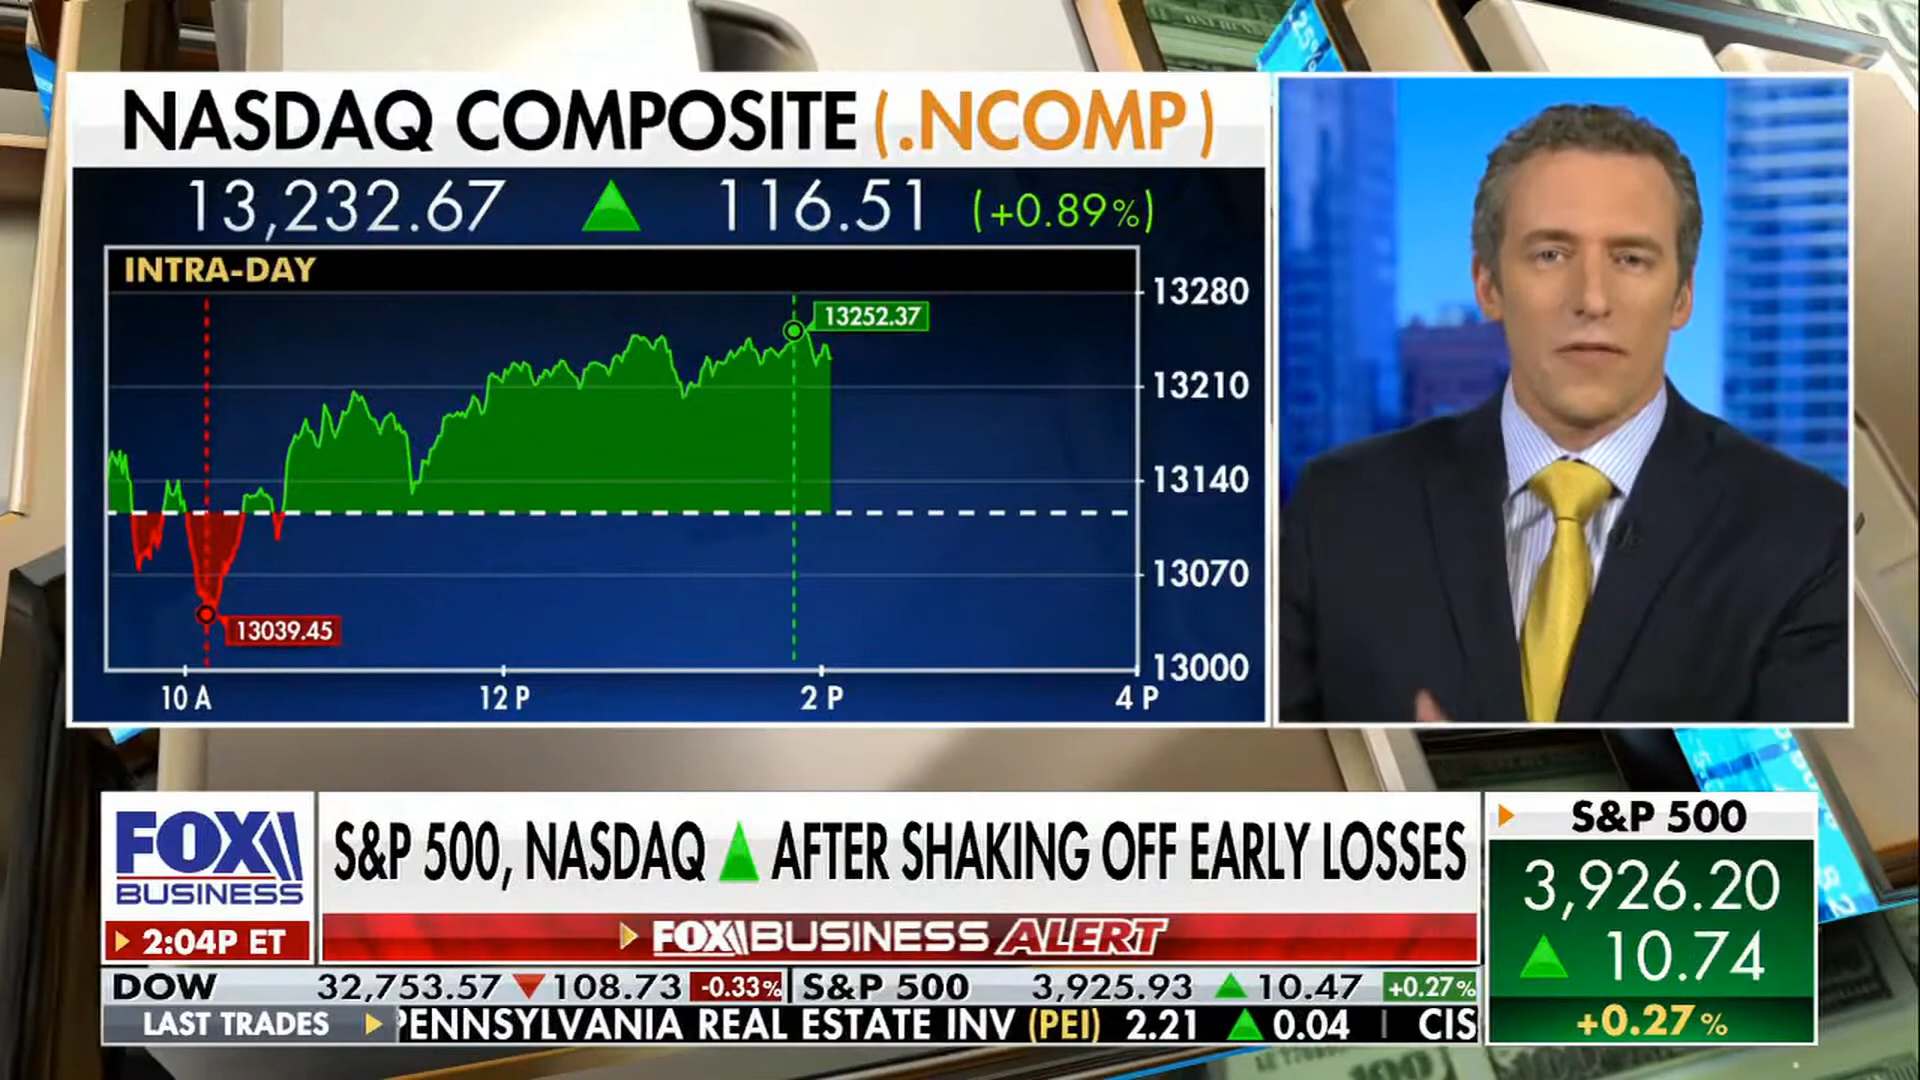 NASDAQ COMPOSITE (.NCOMP)
13,232.67 ▲ 116.51 (+0.89%)
INTRA-DAY
13280
13252.37
13210
13140
13070
13039.45
13000
10 A 12 P 2 P 4 P
FOX
BUSINESS
2:04P ET
S&P 500, NASDAQ ▲ AFTER SHAKING OFF EARLY LOSSES
FOX BUSINESS ALERT
S&P 500
3,926.20
▲ 10.74
+0.27%
DOW 32,753.57 ▼ 108.73 -0.33% S&P 500 3,925.93 ▲ 10.47 +0.27%
LAST TRADES PENNSYLVANIA REAL ESTATE INV (PEI) 2.21 ▲ 0.04 | CIS